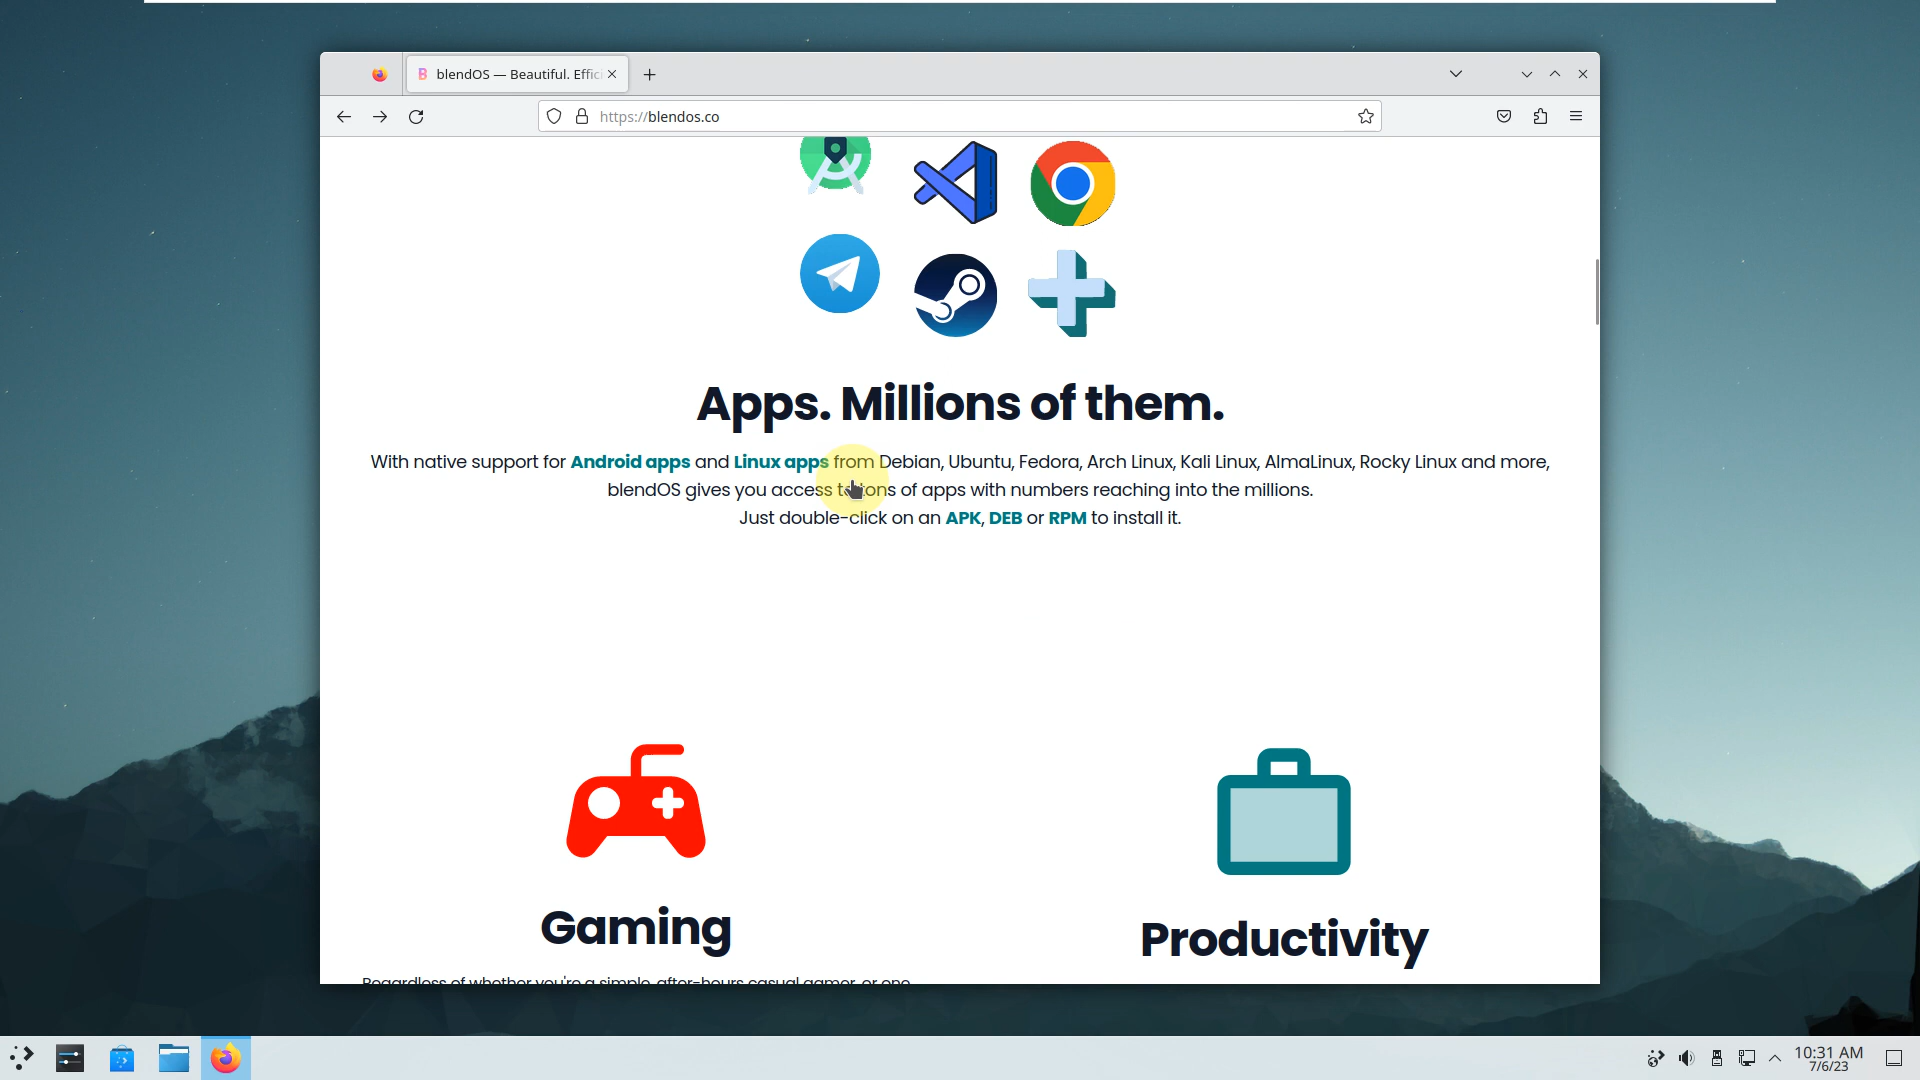 blendOS — Beautiful. Effici
https://blendos.co
Apps. Millions of them.
With native support for Android apps and Linux apps from Debian, Ubuntu, Fedora, Arch Linux, Kali Linux, AlmaLinux, Rocky Linux and more,
blendOS gives you access to tons of apps with numbers reaching into the millions.
Just double-click on an APK, DEB or RPM to install it.
Gaming
Productivity
Regardless of whether you're a simple, after-hours casual gamer, or one
10:31 AM
7/6/23